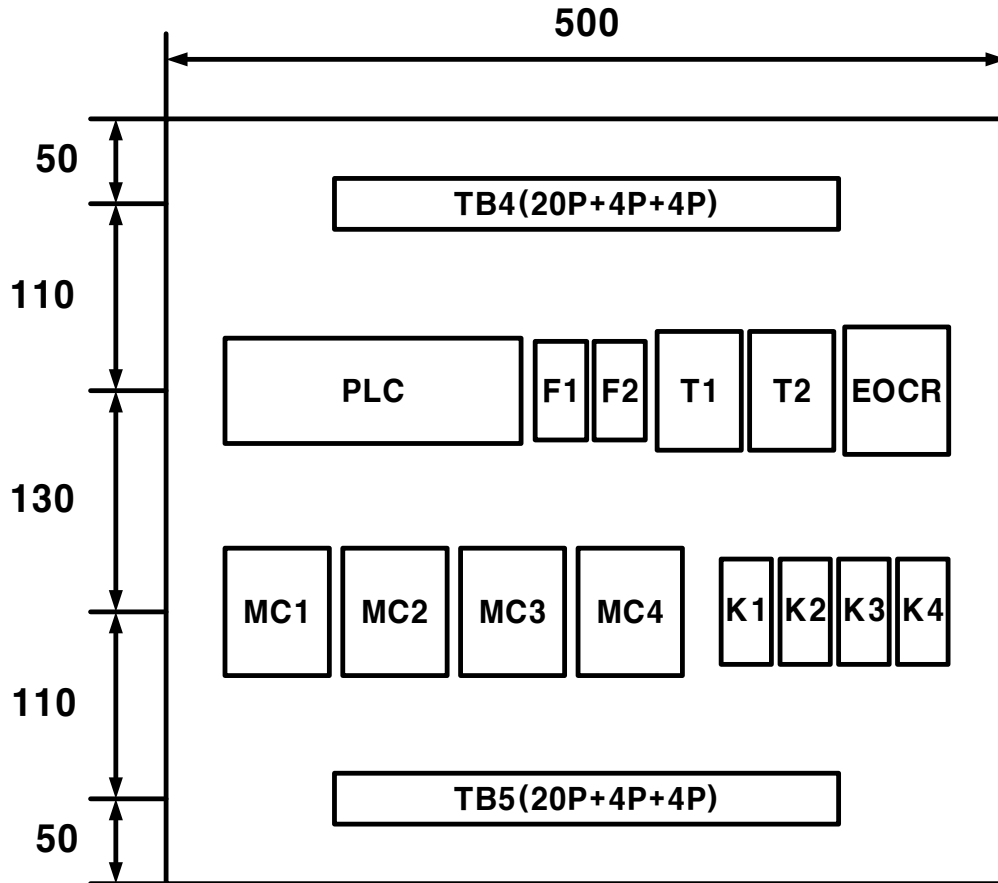 500
50
TB4(20P+4P+4P)
110
PLC F1 F2 T1 T2 EOCR
130
MC1 MC2 MC3 MC4 K1 K2 K3 K4
110
TB5(20P+4P+4P)
50